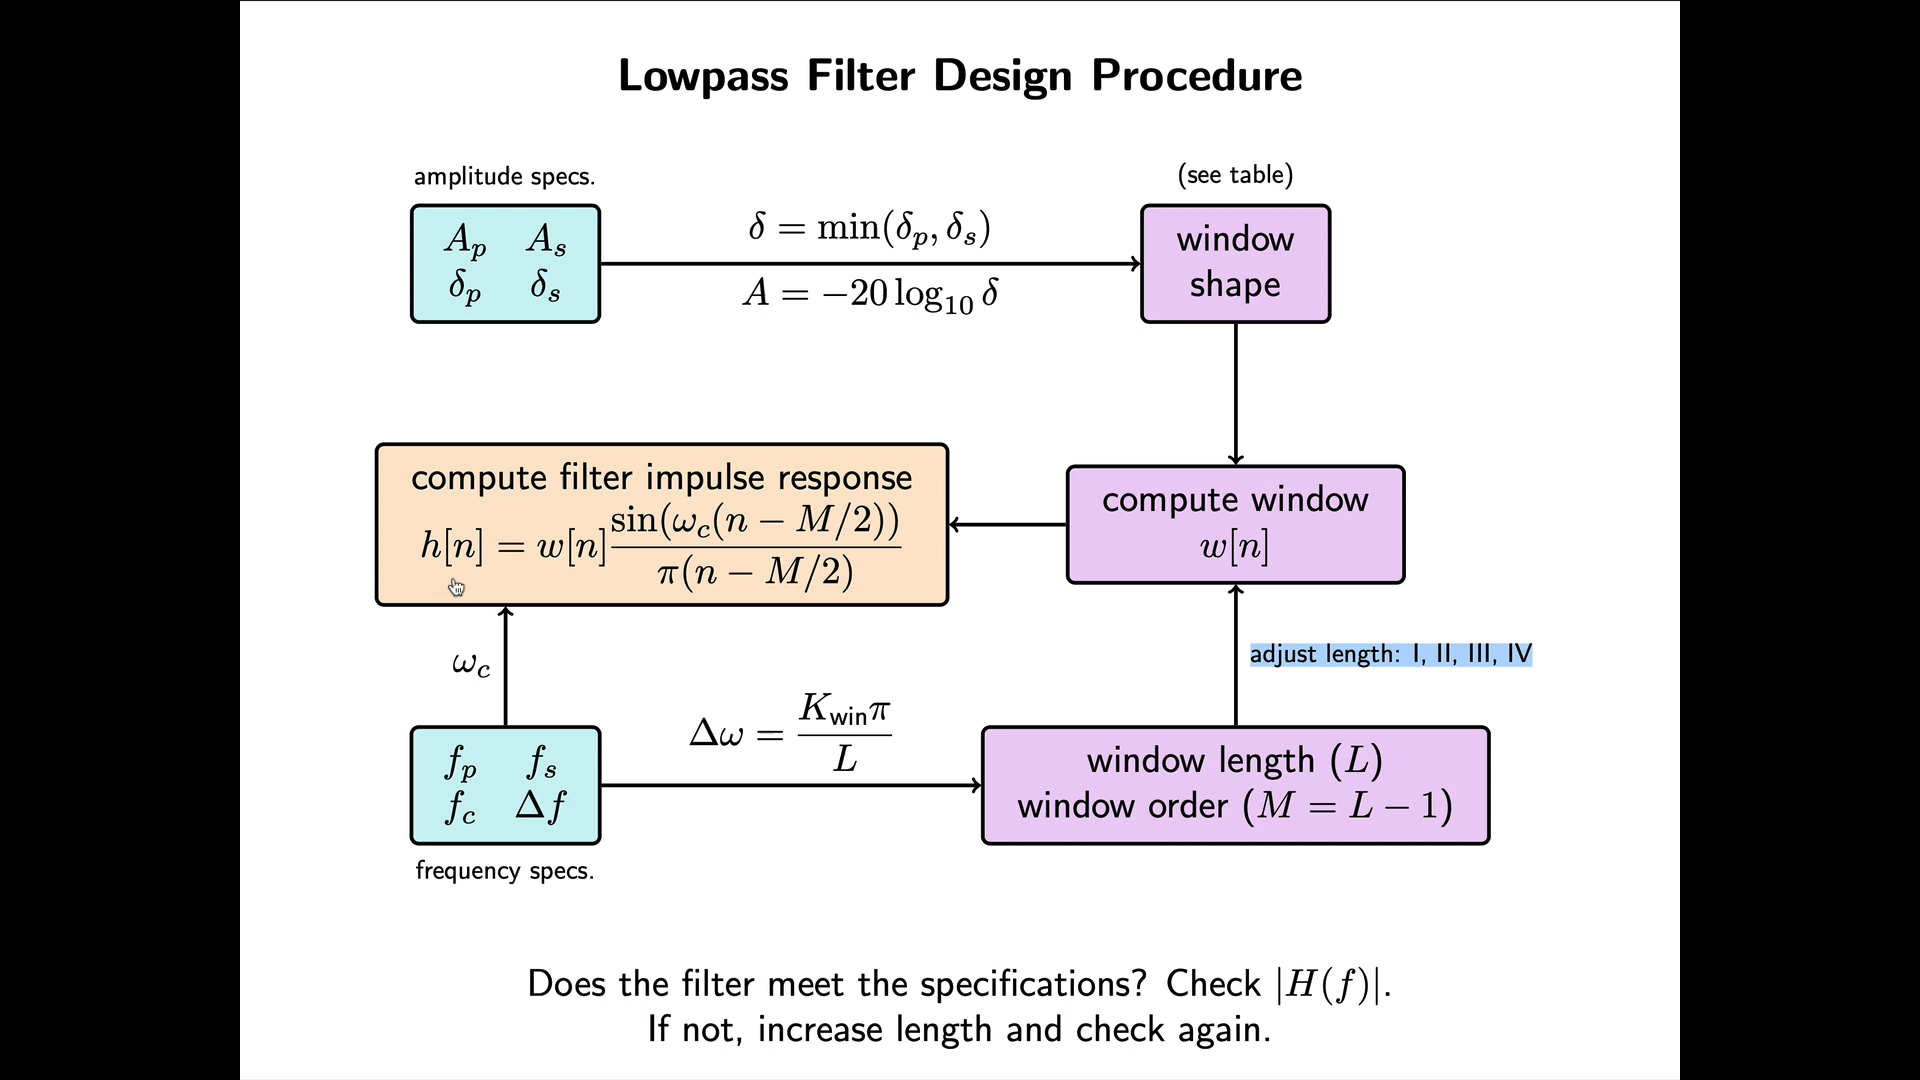 Lowpass Filter Design Procedure
amplitude specs.
(see table)
A_p A_s
δ_p δ_s
δ = min(δ_p, δ_s)
A = −20 log₁₀ δ
window
shape
compute filter impulse response
h[n] = w[n] sin(ω_c(n − M/2)) / π(n − M/2)
compute window
w[n]
ω_c
adjust length: I, II, III, IV
f_p f_s
f_c Δf
Δω = K_win π / L
window length (L)
window order (M = L − 1)
frequency specs.
Does the filter meet the specifications? Check |H(f)|.
If not, increase length and check again.